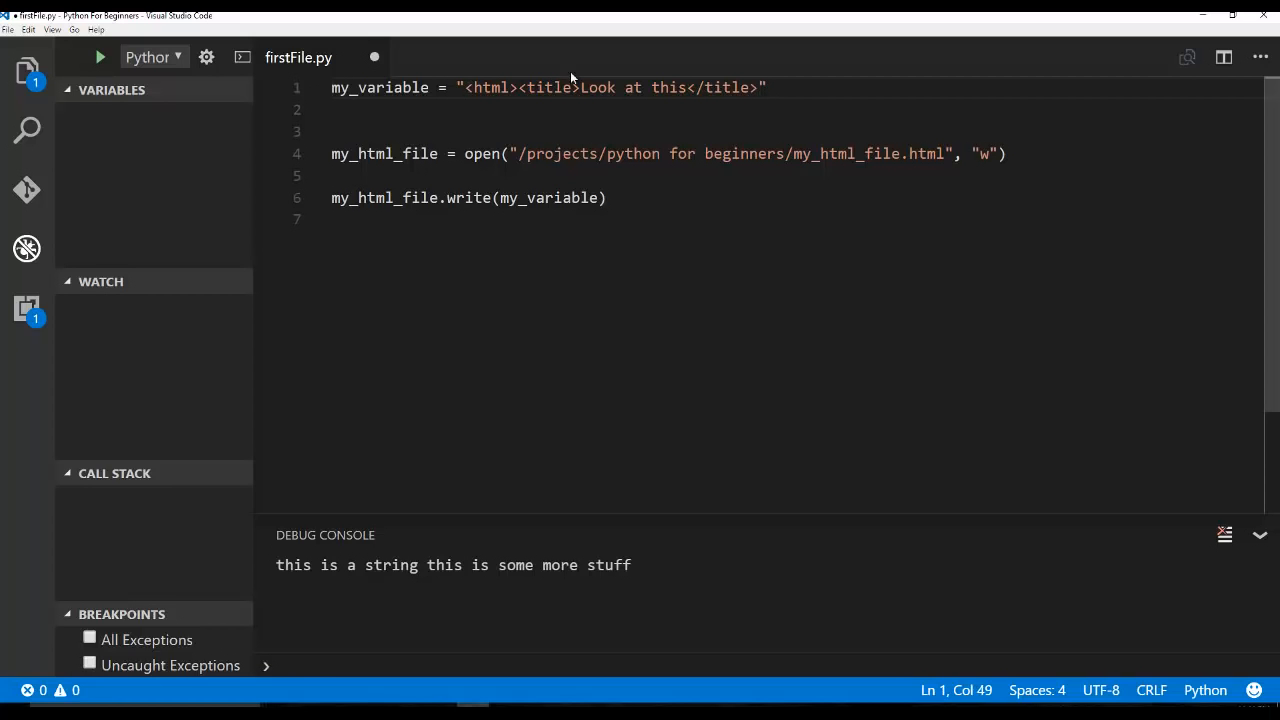 • firstFile.py - Python For Beginners - Visual Studio Code
File Edit View Go Help
Python
firstFile.py
VARIABLES
1 my_variable = "<html><title>Look at this</title>"
2
3
4 my_html_file = open("/projects/python for beginners/my_html_file.html", "w")
5
6 my_html_file.write(my_variable)
7
1
1
WATCH
CALL STACK
BREAKPOINTS
All Exceptions
Uncaught Exceptions
DEBUG CONSOLE
this is a string this is some more stuff
0 0
Ln 1, Col 49 Spaces: 4 UTF-8 CRLF Python